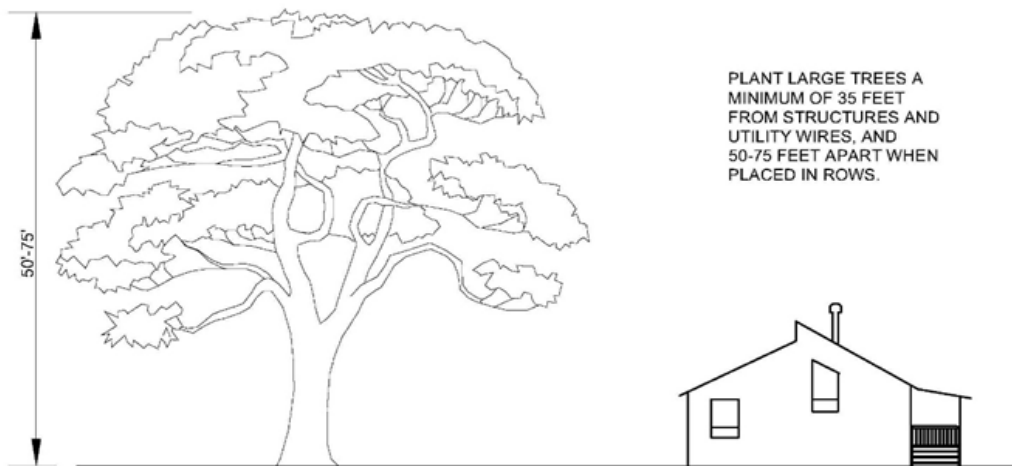 50'-75'
PLANT LARGE TREES A
MINIMUM OF 35 FEET
FROM STRUCTURES AND
UTILITY WIRES, AND
50-75 FEET APART WHEN
PLACED IN ROWS.